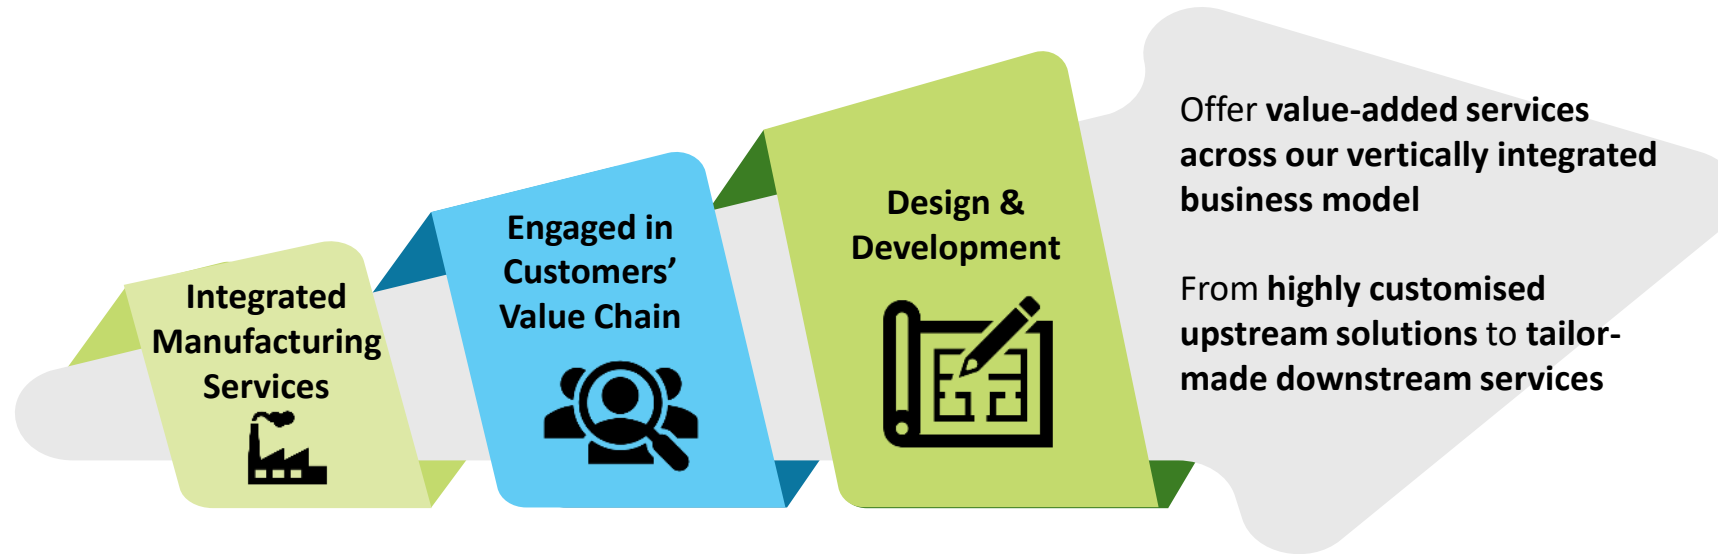 Integrated
Manufacturing
Services
Engaged in
Customers’
Value Chain
Design &
Development
Offer value-added services
across our vertically integrated
business model
From highly customised
upstream solutions to tailor-
made downstream services